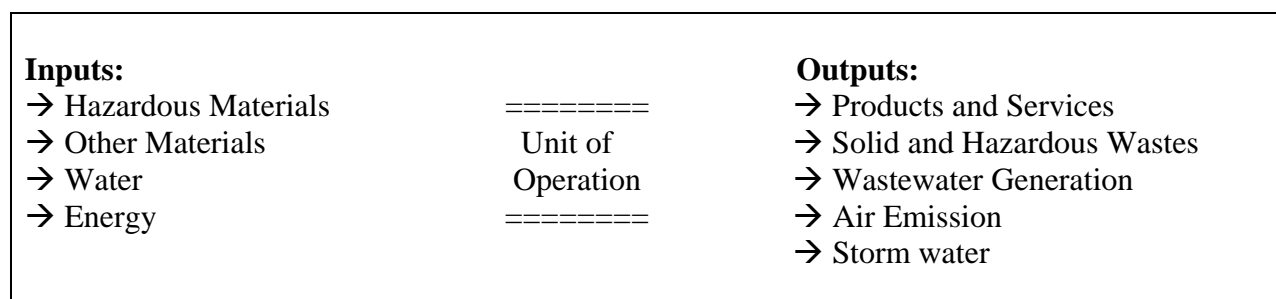 Inputs: Outputs:
→ Hazardous Materials ======== → Products and Services
→ Other Materials Unit of → Solid and Hazardous Wastes
→ Water Operation → Wastewater Generation
→ Energy ======== → Air Emission
→ Storm water